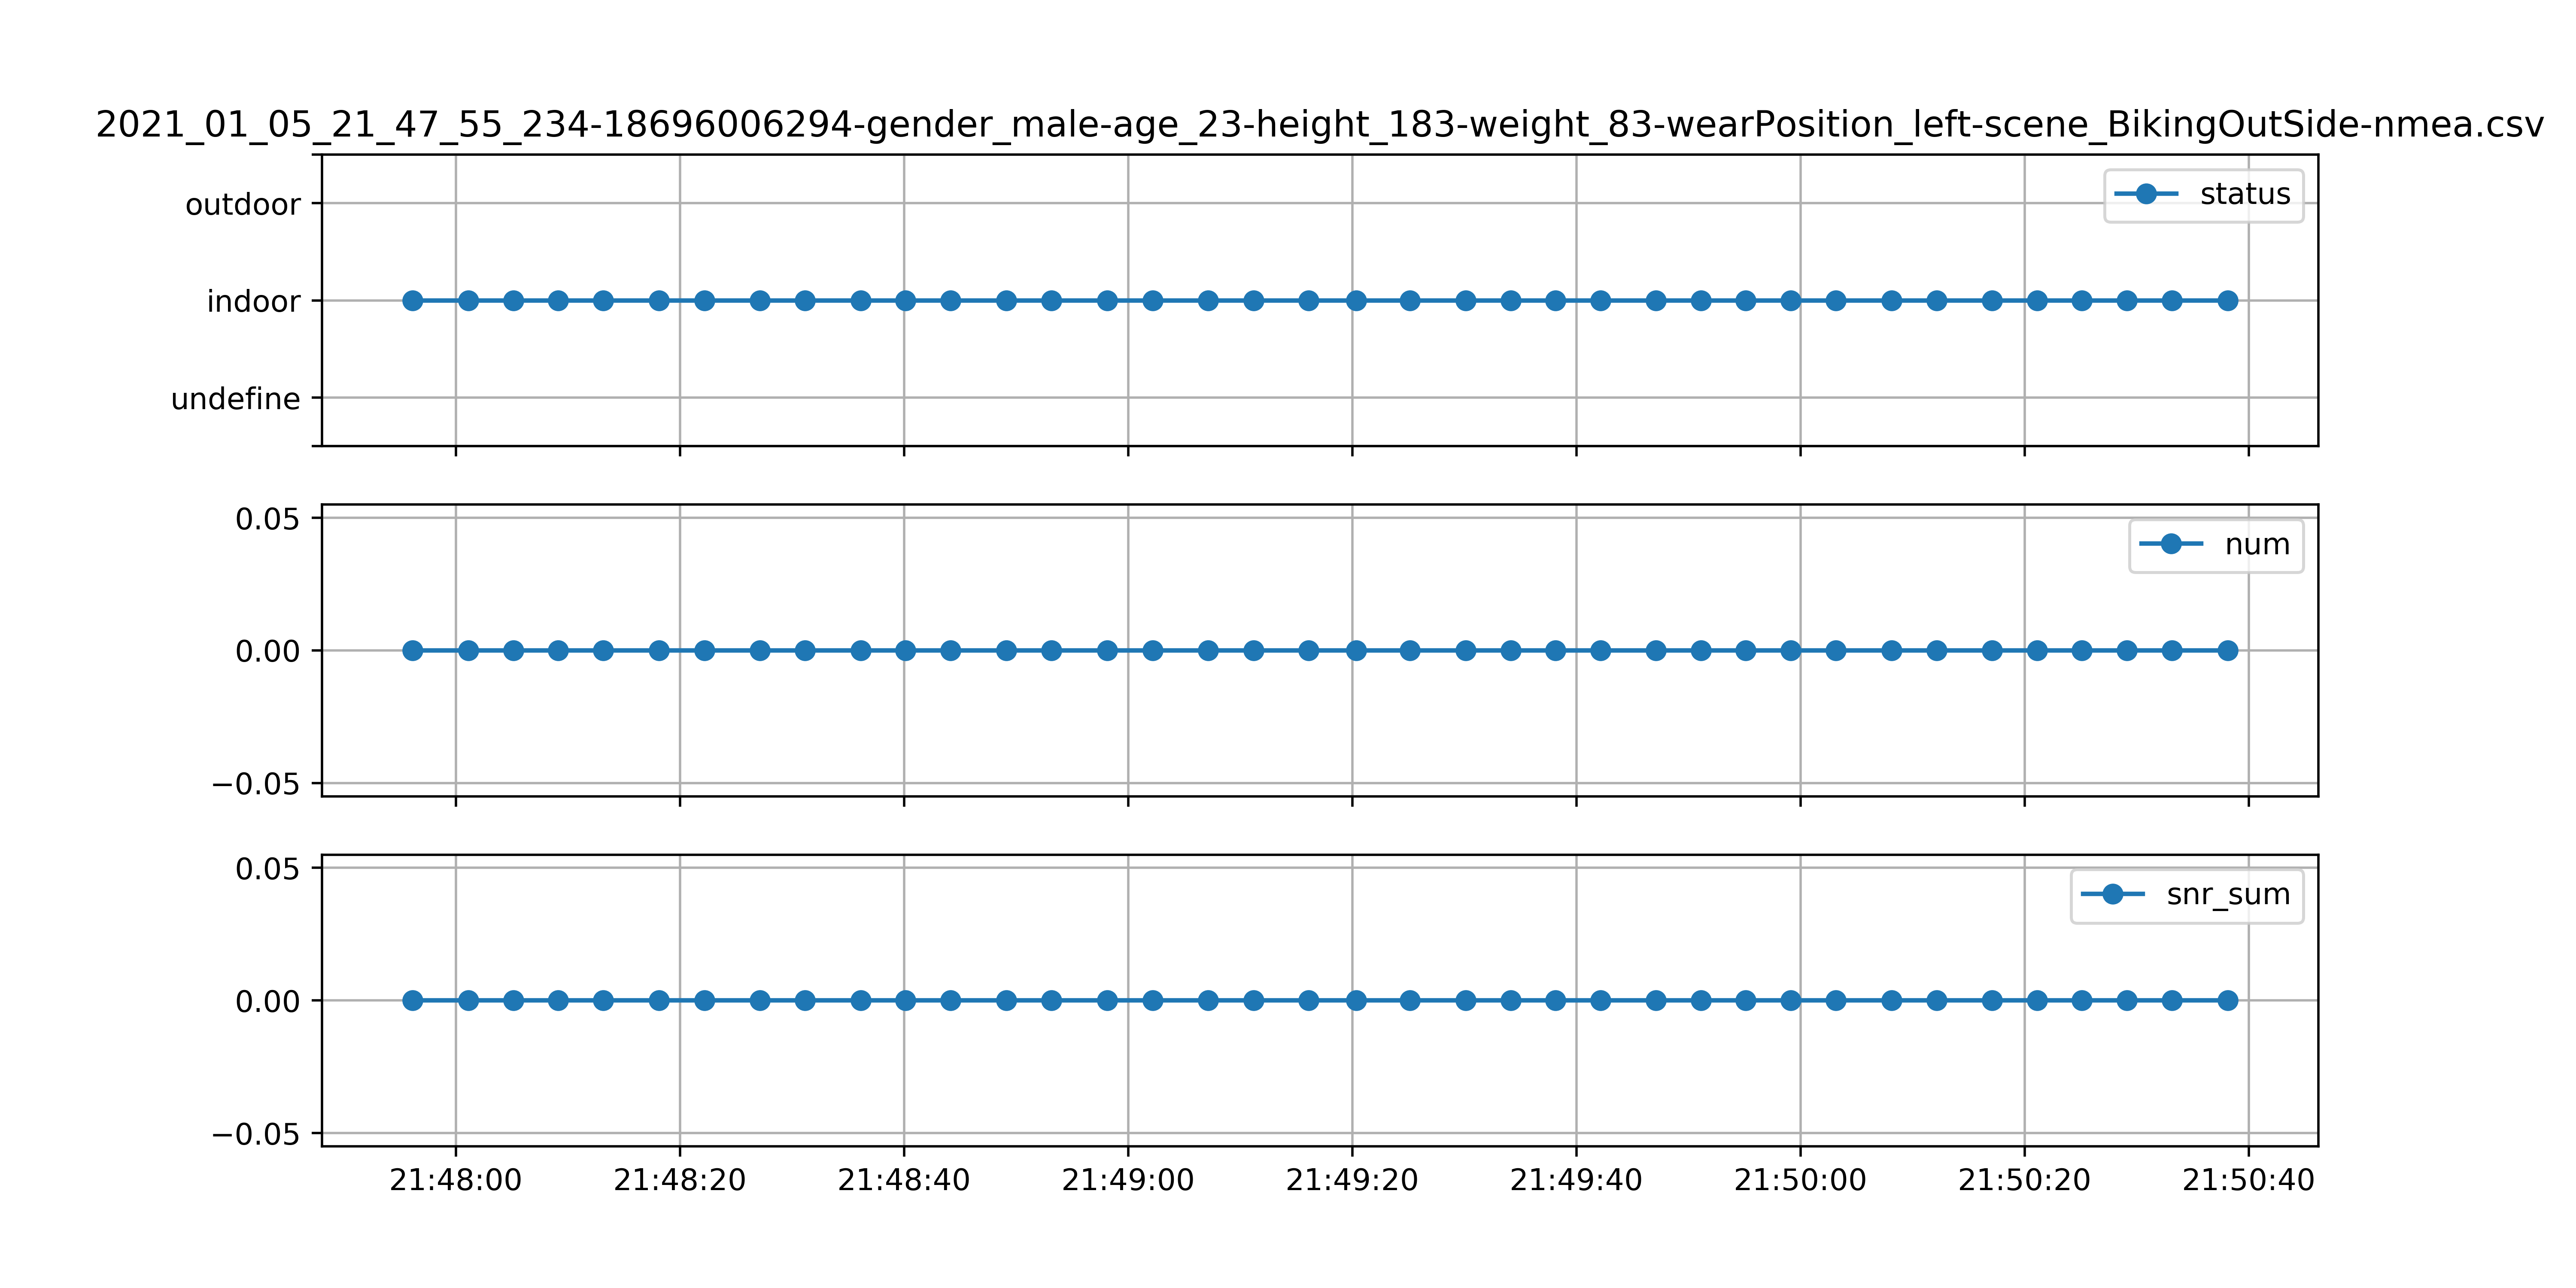 2021_01_05_21_47_55_234-18696006294-gender_male-age_23-height_183-weight_83-wearPosition_left-scene_BikingOutSide-nmea.csv
outdoor
status
indoor
undefine
0.05
num
0.00
−0.05
0.05
snr_sum
0.00
−0.05
21:48:00 21:48:20 21:48:40 21:49:00 21:49:20 21:49:40 21:50:00 21:50:20 21:50:40